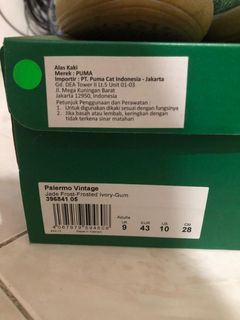 Alas Kaki
Merek : PUMA
Importir : PT. Puma Cat Indonesia - Jakarta
Gd. DEA Tower II Lt.5 Unit 01-03
Jl. Mega Kuningan Barat
Jakarta 12950, Indonesia
Petunjuk Penggunaan dan Perawatan :
1. Untuk dipergunakan dikaki sesuai dengan fungsinya
2. Jika basah atau lembab, keringkan dengan
tidak terkena sinar matahari
Palermo Vintage
Jade Frost-Frosted Ivory-Gum
396841 05
Adults
UK EUR US CM
9 43 10 28